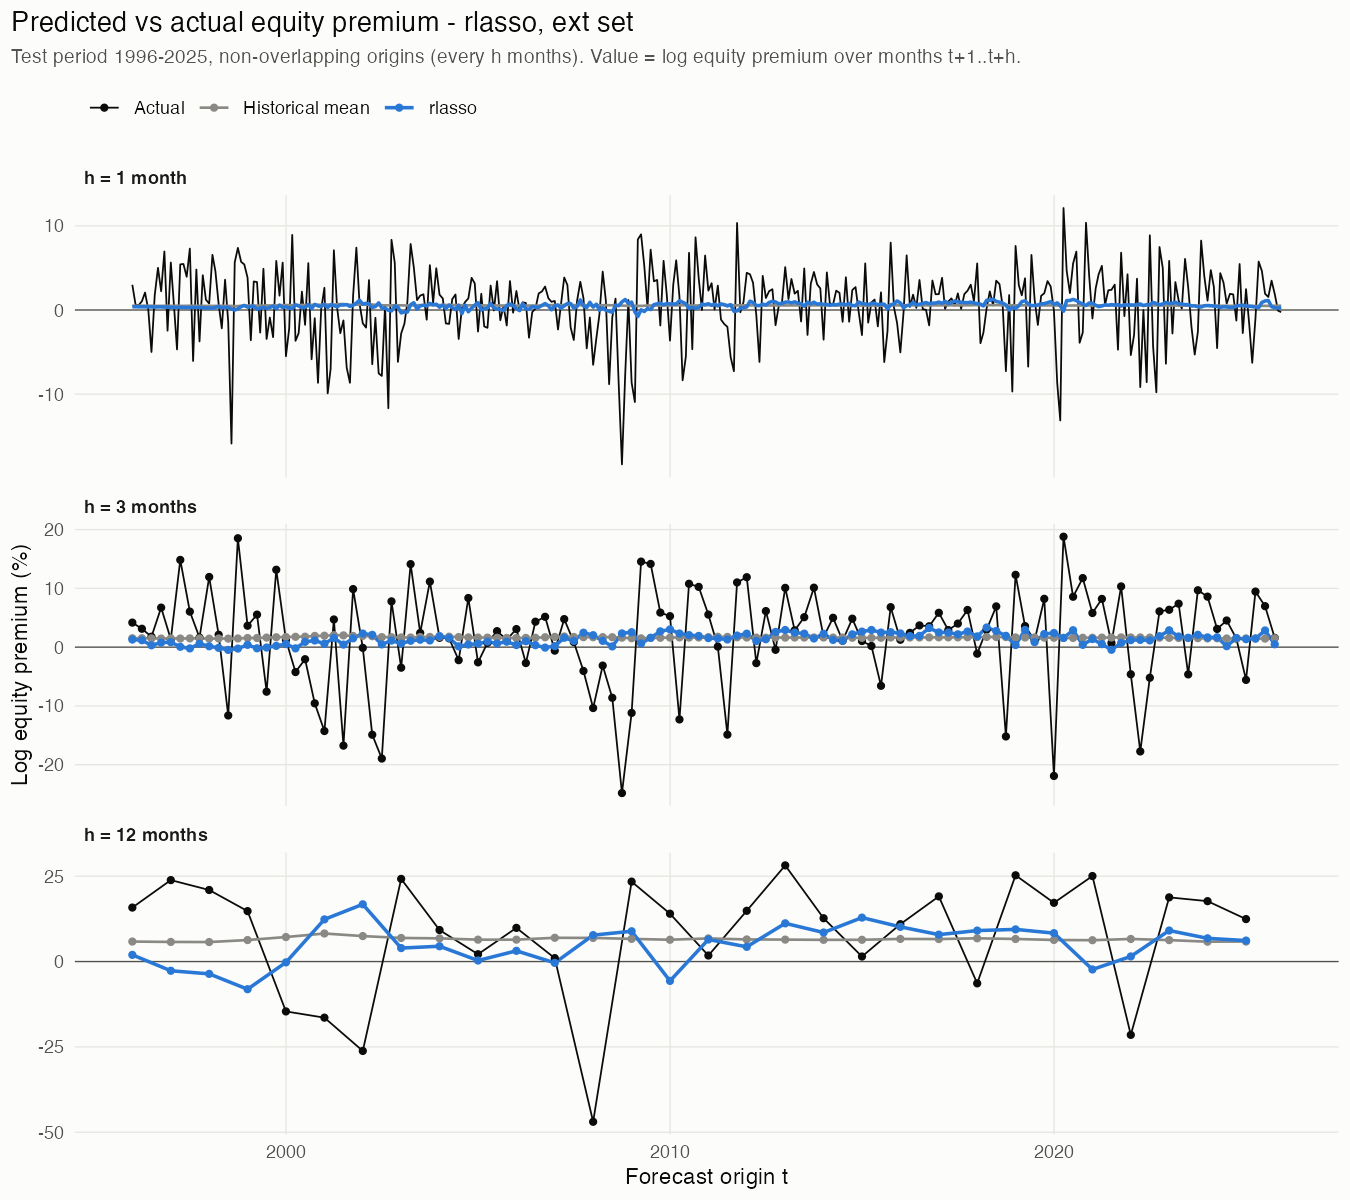 Predicted vs actual equity premium - rlasso, ext set
Test period 1996-2025, non-overlapping origins (every h months). Value = log equity premium over months t+1..t+h.
Actual Historical mean rlasso
h = 1 month
10
0
-10
h = 3 months
20
10
0
-10
-20
h = 12 months
25
0
-25
-50
2000 2010 2020
Forecast origin t
Log equity premium (%)